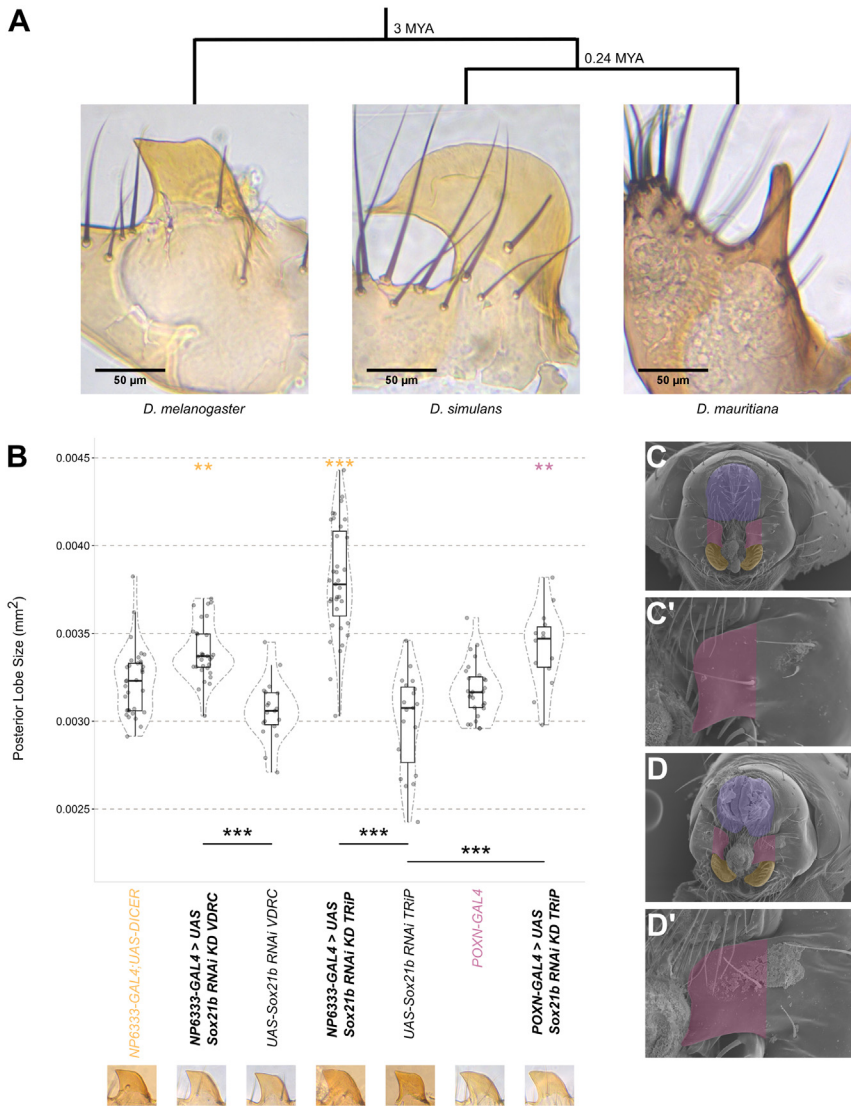 A
3 MYA
0.24 MYA
50 µm
50 µm
50 µm
D. melanogaster
D. simulans
D. mauritiana
B
Posterior Lobe Size (mm²)
0.0045
0.0040
0.0035
0.0030
0.0025
**
***
**
***
***
***
NP6333-GAL4;UAS-DICER
NP6333-GAL4 > UAS
Sox21b RNAi KD VDRC
UAS-Sox21b RNAi VDRC
NP6333-GAL4 > UAS
Sox21b RNAi KD TRiP
UAS-Sox21b RNAi TRiP
POXN-GAL4
POXN-GAL4 > UAS
Sox21b RNAi KD TRiP
C
C'
D
D'